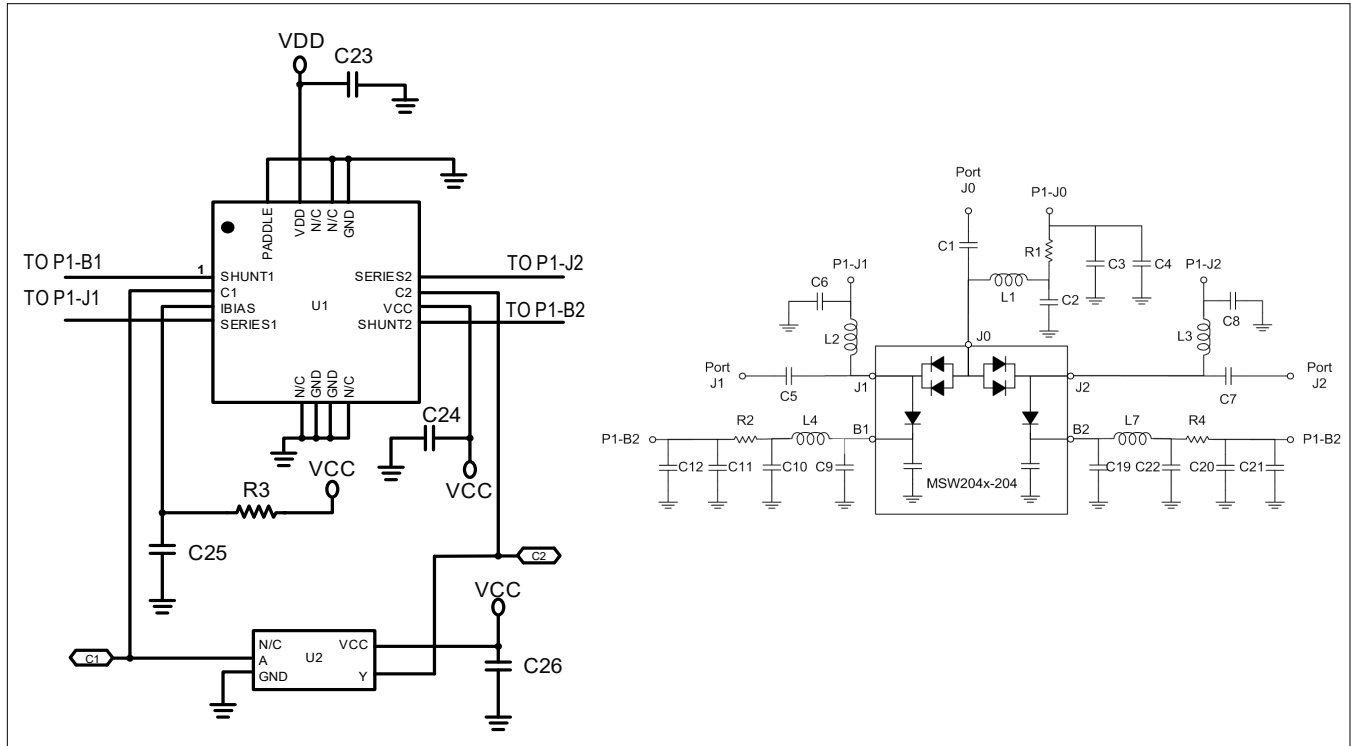 VDD
C23
PADDLE
VDD
N/C
N/C
GND
TO P1-B1
1
SHUNT1
C1
TO P1-J1
IBIAS
SERIES1
U1
SERIES2
TO P1-J2
C2
VCC
TO P1-B2
SHUNT2
N/C
GND
GND
N/C
C24
VCC
R3
VCC
C25
C2
VCC
C1
N/C
A
GND
U2
VCC
Y
C26
Port
J0
P1-J0
C1
R1
C3
C4
L1
C2
P1-J1
C6
L2
P1-J2
C8
L3
J0
Port
J1
C5
J1
J2
C7
Port
J2
P1-B2
R2
L4
B1
B2
L7
R4
P1-B2
C12
C11
C10
C9
C19
C22
C20
C21
MSW204x-204